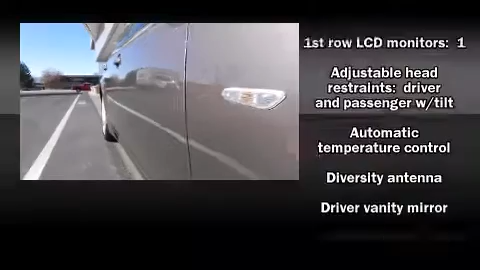 1st row LCD monitors:  1
Adjustable head
restraints:  driver
and passenger w/tilt
Automatic
temperature control
Diversity antenna
Driver vanity mirror